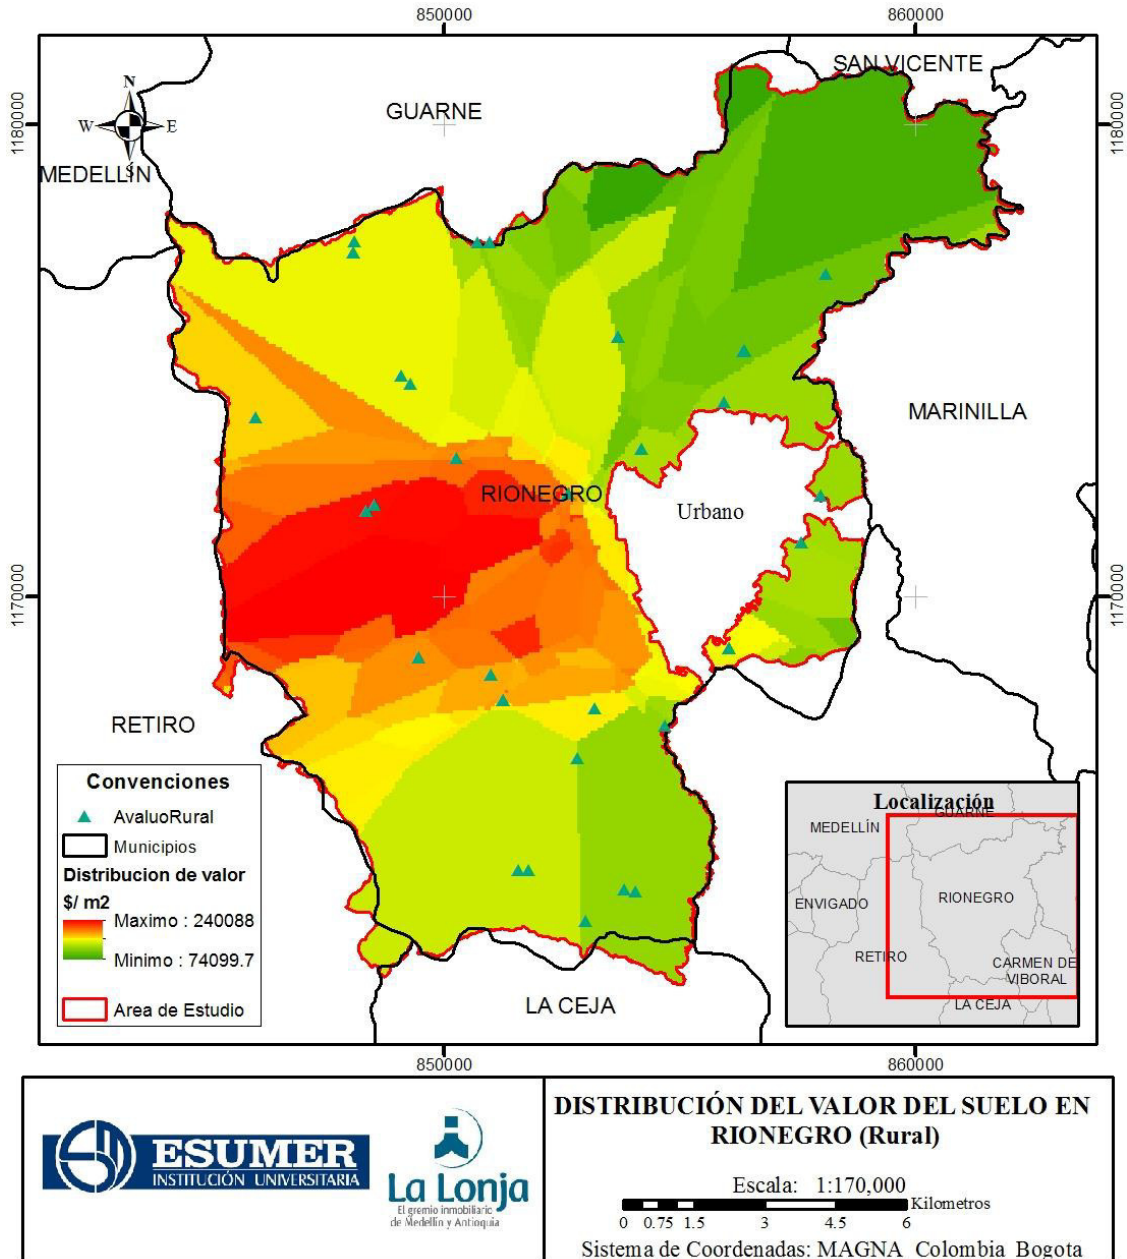 850000
860000
1180000
1180000
N
W
E
S
SAN VICENTE
GUARNE
MEDELLÍN
MARINILLA
RIONEGRO
Urbano
1170000
1170000
RETIRO
LA CEJA
Convenciones
AvaluoRural
Municipios
Distribucion de valor
$/ m2
Maximo : 240088
Minimo : 74099.7
Area de Estudio
Localización
GUARNE
MEDELLÍN
ENVIGADO
RIONEGRO
RETIRO
CARMEN DE
VIBORAL
LA CEJA
850000
860000
ESUMER
INSTITUCIÓN UNIVERSITARIA
La Lonja
El gremio inmobiliario
de Medellín y Antioquia
DISTRIBUCIÓN DEL VALOR DEL SUELO EN
RIONEGRO (Rural)
Escala: 1:170,000
Kilometros
0 0.75 1.5 3 4.5 6
Sistema de Coordenadas: MAGNA_Colombia_Bogota